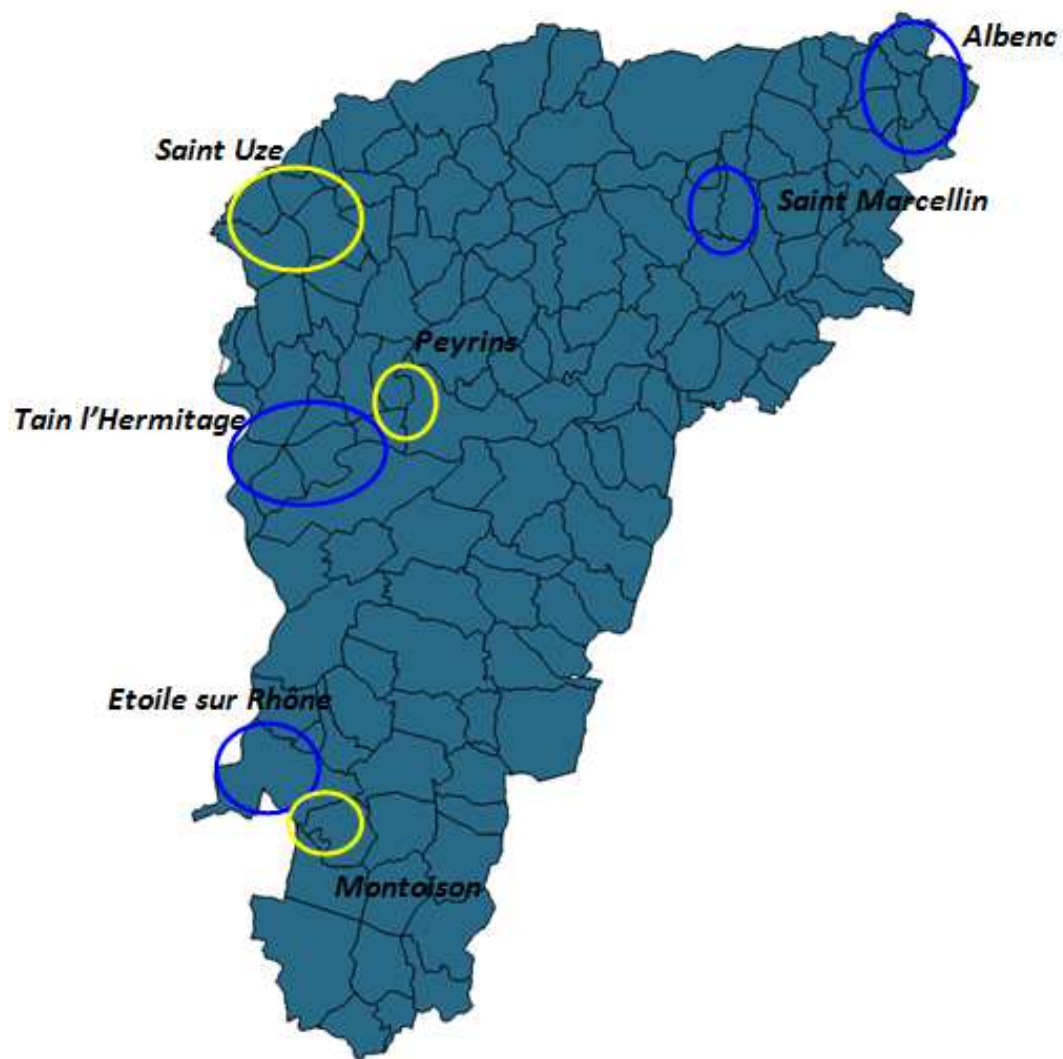 Albenc
Saint Uze
Saint Marcellin
Peyrins
Tain l'Hermitage
Etoile sur Rhône
Montoison